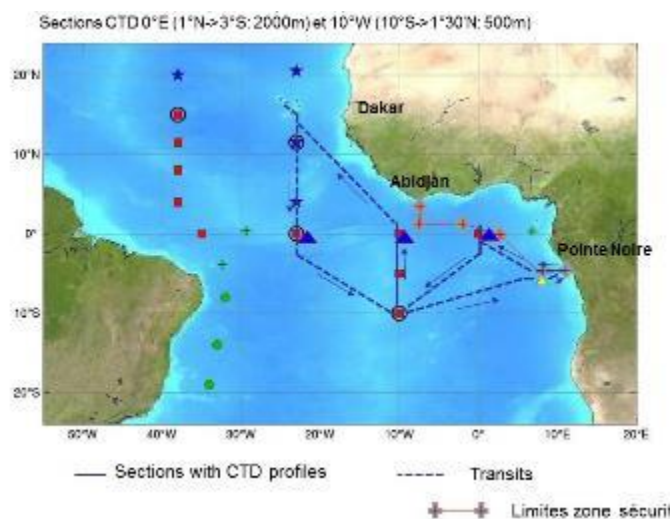 Sections CTD 0°E (1°N->3°S: 2000m) et 10°W (10°S->1°30'N: 500m)
20°N
Dakar
10°N
Abidjan
0°
Pointe Noire
10°S
20°S
50°W 40°W 30°W 20°W 10°W 0° 10°E 20°E
Sections with CTD profiles
Transits
Limites zone sécurit